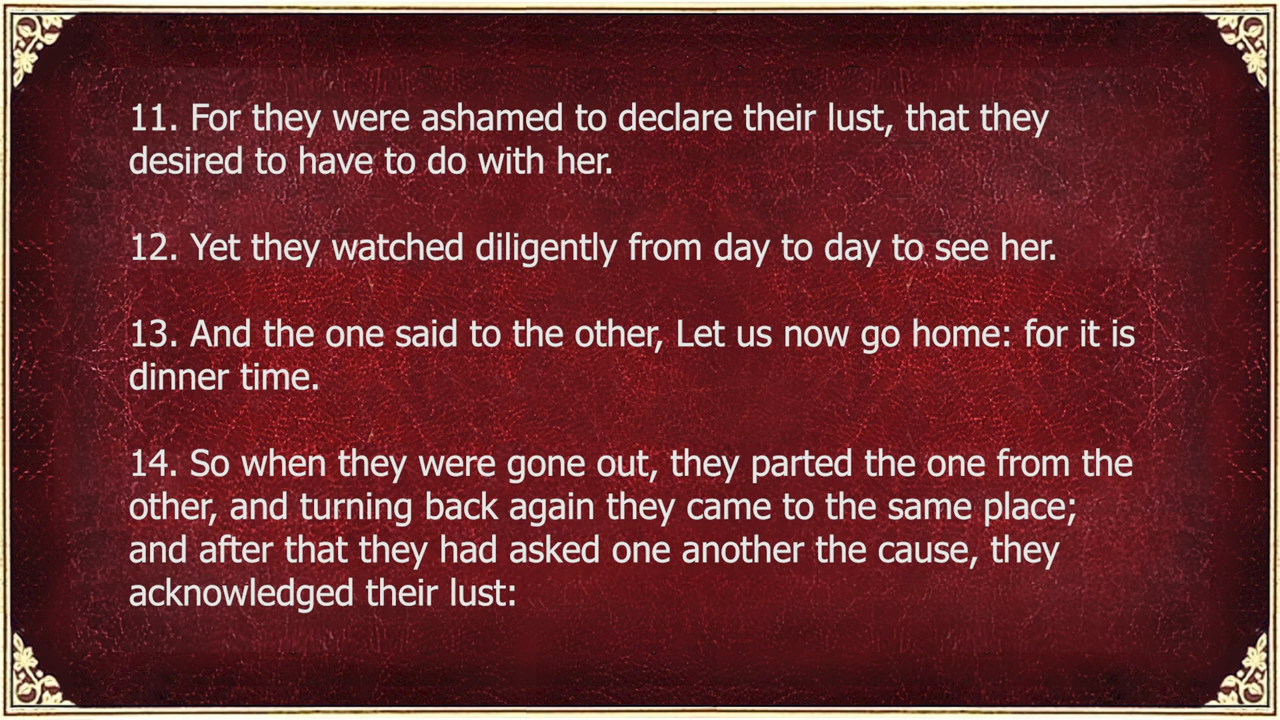 11. For they were ashamed to declare their lust, that they
desired to have to do with her.
12. Yet they watched diligently from day to day to see her.
13. And the one said to the other, Let us now go home: for it is
dinner time.
14. So when they were gone out, they parted the one from the
other, and turning back again they came to the same place;
and after that they had asked one another the cause, they
acknowledged their lust: